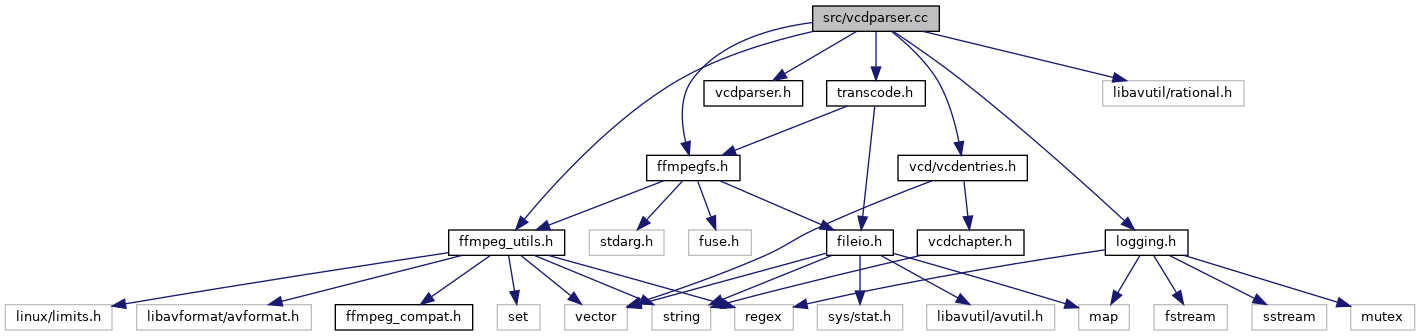 src/vcdparser.cc
vcdparser.h
transcode.h
libavutil/rational.h
ffmpegfs.h
vcd/vcdentries.h
ffmpeg_utils.h
stdarg.h
fuse.h
fileio.h
vcdchapter.h
logging.h
linux/limits.h
libavformat/avformat.h
ffmpeg_compat.h
set
vector
string
regex
sys/stat.h
libavutil/avutil.h
map
fstream
sstream
mutex